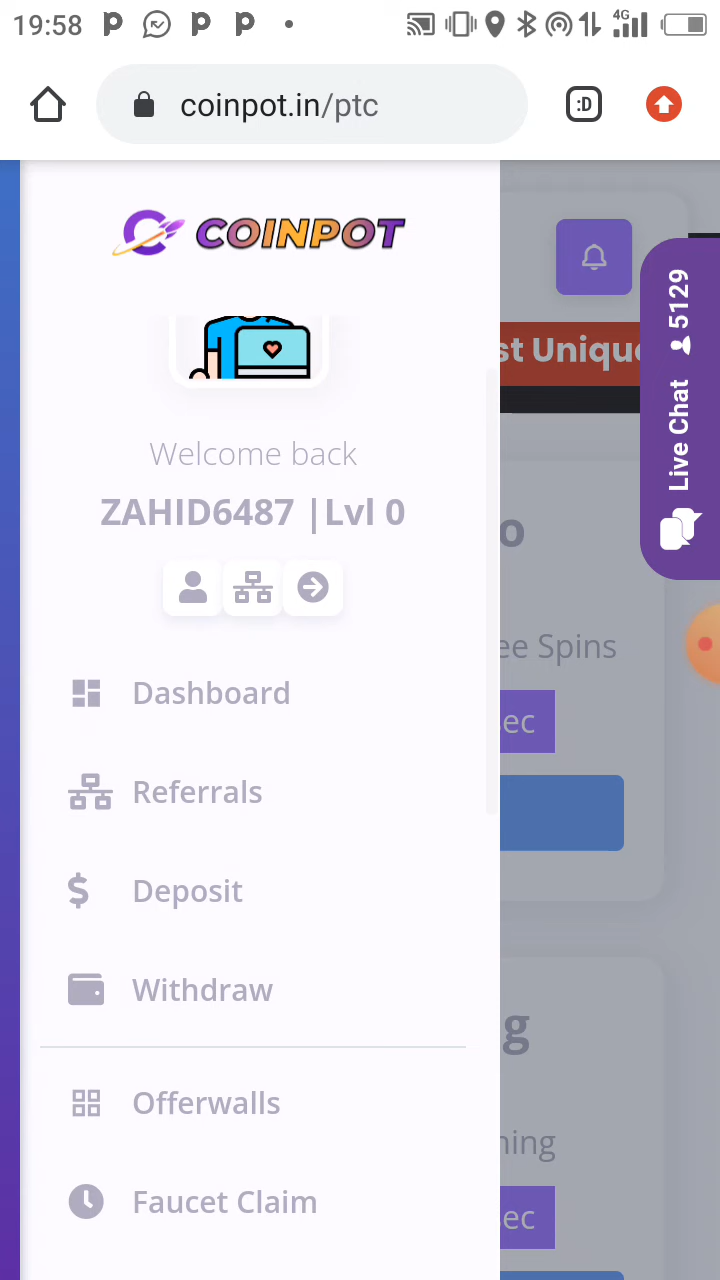 19:58
4G
coinpot.in/ptc
:D
COINPOT
5129
Live Chat
st Uniqu
Welcome back
ZAHID6487 |Lvl 0
ee Spins
ec
Dashboard
Referrals
Deposit
Withdraw
g
ning
Offerwalls
ec
Faucet Claim